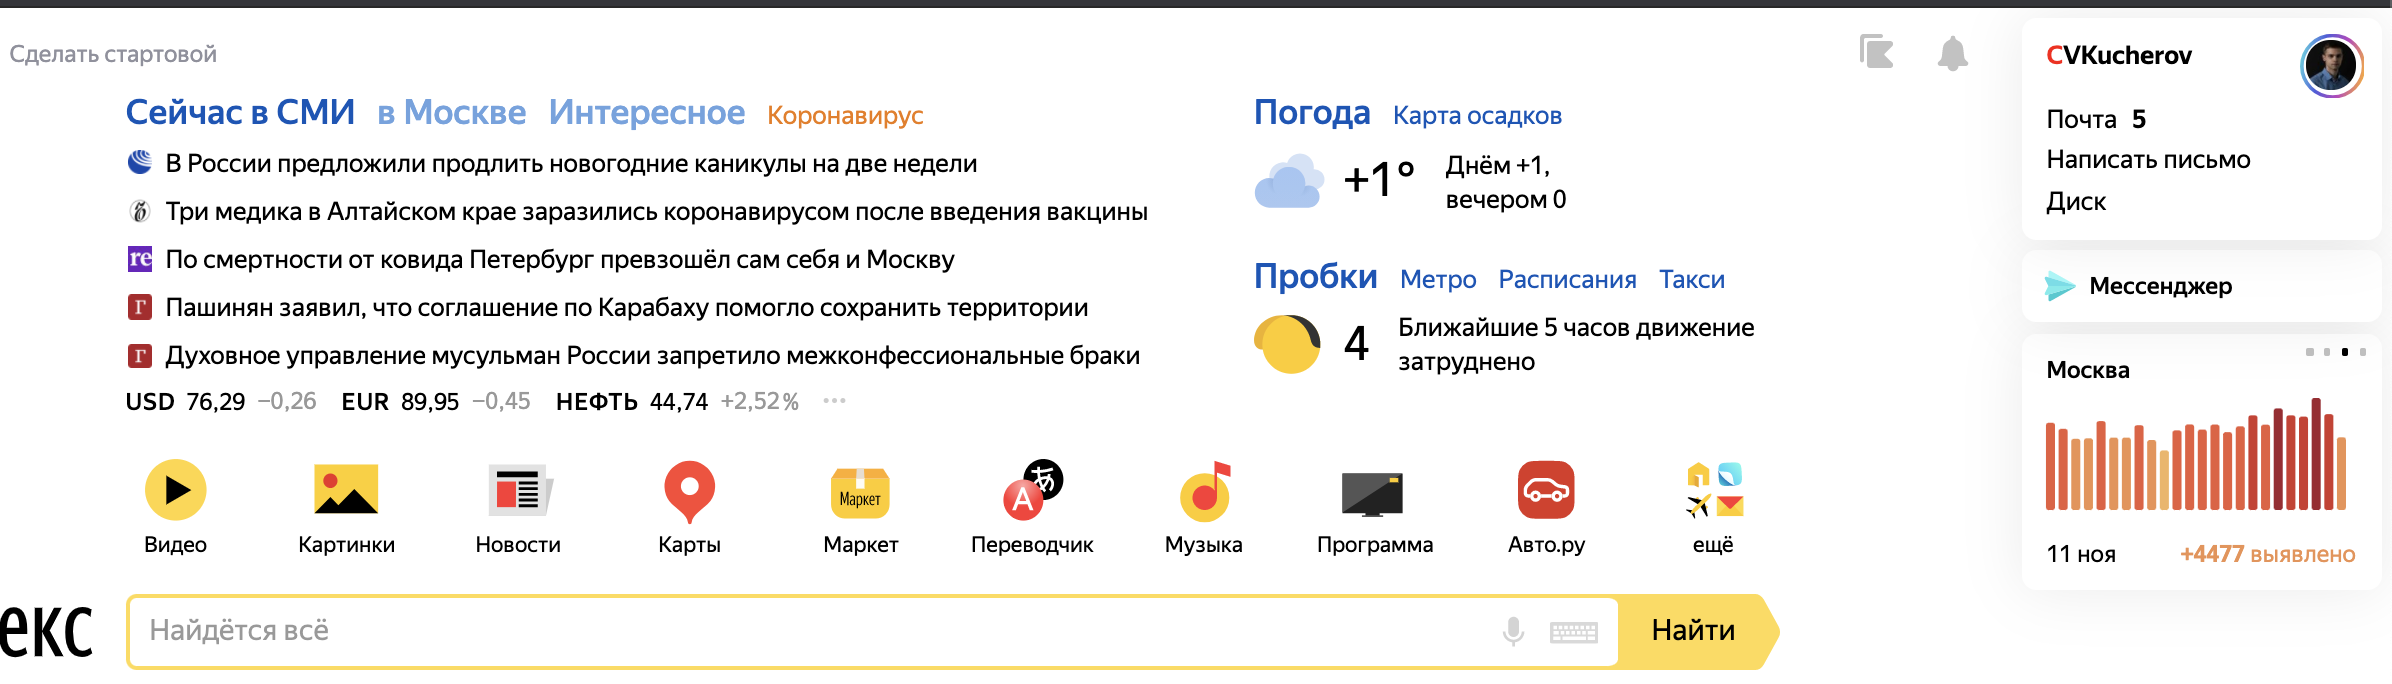 Сделать стартовой
Сейчас в СМИ в Москве Интересное Коронавирус
В России предложили продлить новогодние каникулы на две недели
Три медика в Алтайском крае заразились коронавирусом после введения вакцины
re По смертности от ковида Петербург превзошёл сам себя и Москву
Г Пашинян заявил, что соглашение по Карабаху помогло сохранить территории
Г Духовное управление мусульман России запретило межконфессиональные браки
USD 76,29 −0,26 EUR 89,95 −0,45 НЕФТЬ 44,74 +2,52% ···
Погода Карта осадков
+1° Днём +1,
вечером 0
Пробки Метро Расписания Такси
4 Ближайшие 5 часов движение
затруднено
CVKucherov
Почта 5
Написать письмо
Диск
Мессенджер
Москва
11 ноя +4477 выявлено
Маркет
A あ
Видео Картинки Новости Карты Маркет Переводчик Музыка Программа Авто.ру ещё
екс Найдётся всё Найти